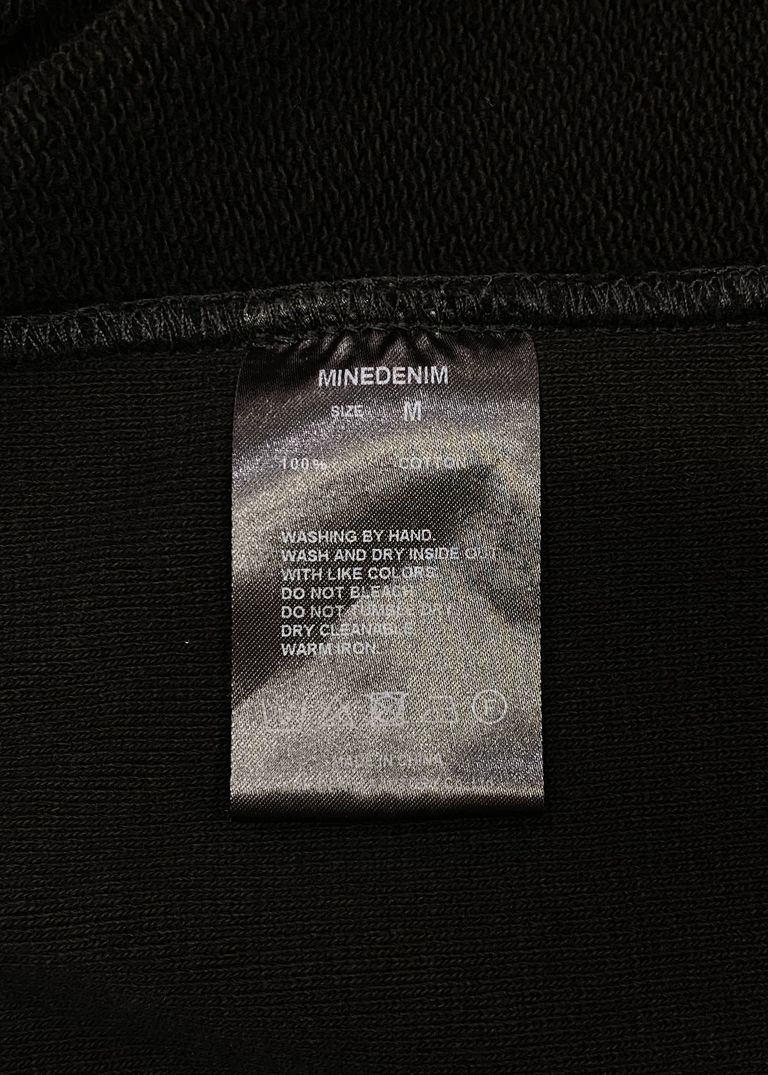 MINEDENIM
SIZE M
100% COTTON
WASHING BY HAND.
WASH AND DRY INSIDE OUT
WITH LIKE COLORS.
DO NOT BLEACH.
DO NOT TUMBLE DRY.
DRY CLEANABLE.
WARM IRON.
F
MADE IN CHINA